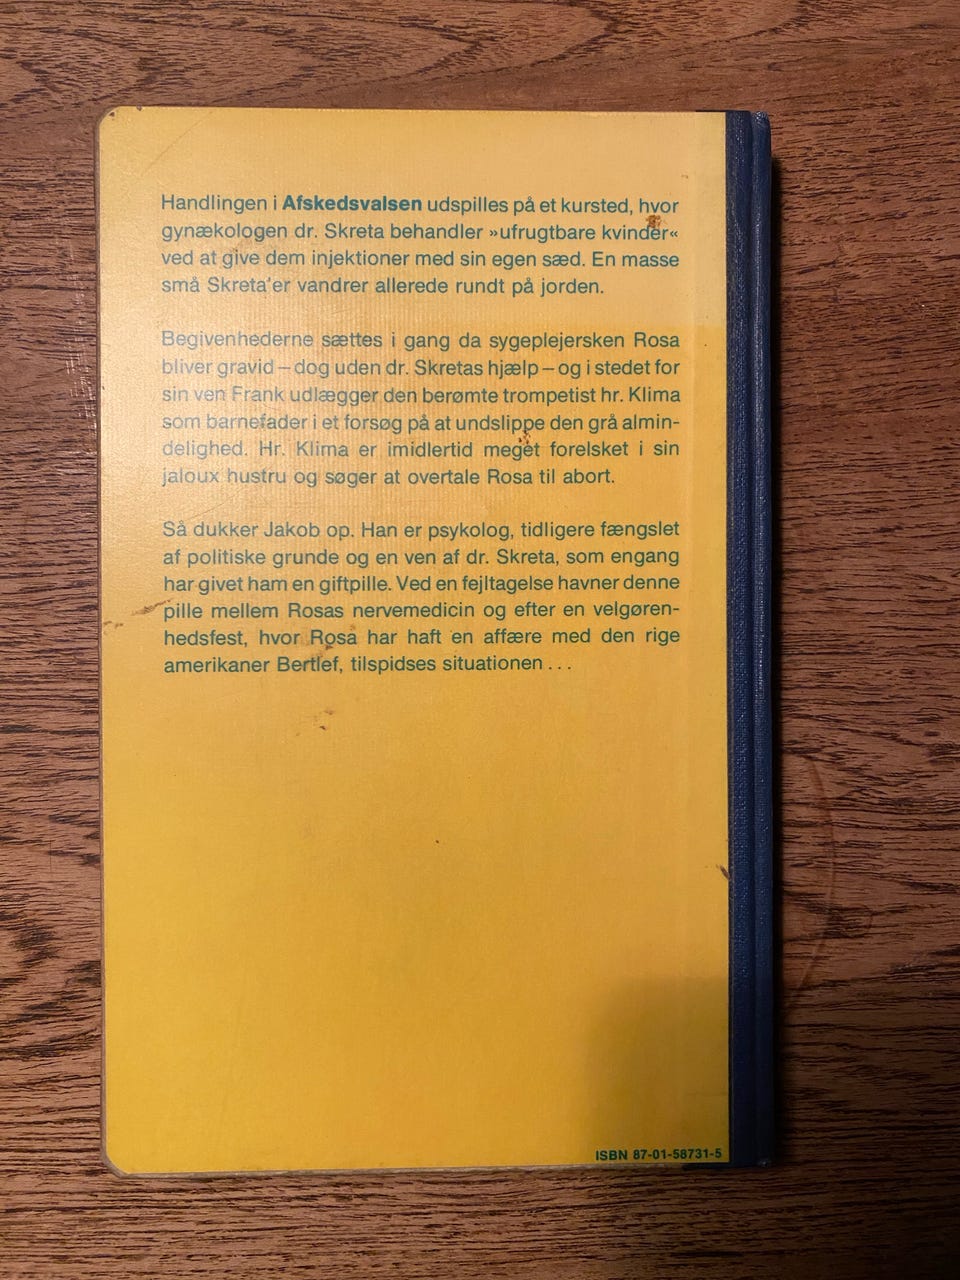 Handlingen i Afskedsvalsen udspilles på et kursted, hvor
gynækologen dr. Skreta behandler »ufrugtbare kvinder«
ved at give dem injektioner med sin egen sæd. En masse
små Skreta'er vandrer allerede rundt på jorden.
Begivenhederne sættes i gang da sygeplejersken Rosa
bliver gravid – dog uden dr. Skretas hjælp – og i stedet for
sin ven Frank udlægger den berømte trompetist hr. Klima
som barnefader i et forsøg på at undslippe den grå almin-
delighed. Hr. Klima er imidlertid meget forelsket i sin
jaloux hustru og søger at overtale Rosa til abort.
Så dukker Jakob op. Han er psykolog, tidligere fængslet
af politiske grunde og en ven af dr. Skreta, som engang
har givet ham en giftpille. Ved en fejltagelse havner denne
pille mellem Rosas nervemedicin og efter en velgøren-
hedsfest, hvor Rosa har haft en affære med den rige
amerikaner Bertlef, tilspidses situationen . . .
ISBN 87-01-58731-5